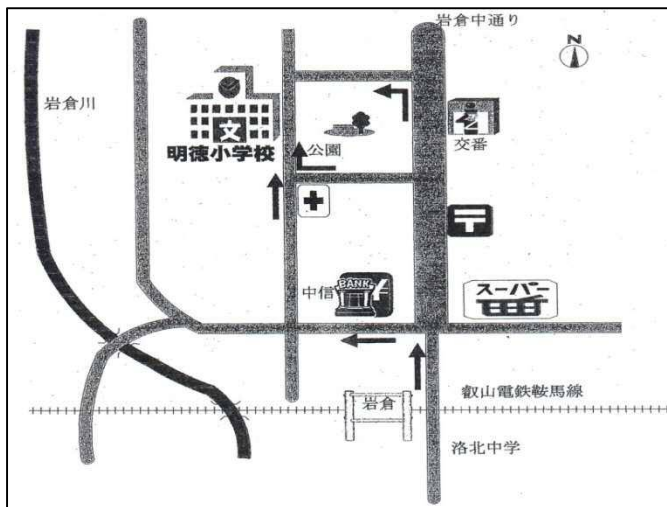 岩倉中通り
N
岩倉川
文
明徳小学校
公園
交番
〒
中信
BANK
スーパー
岩倉
叡山電鉄鞍馬線
洛北中学